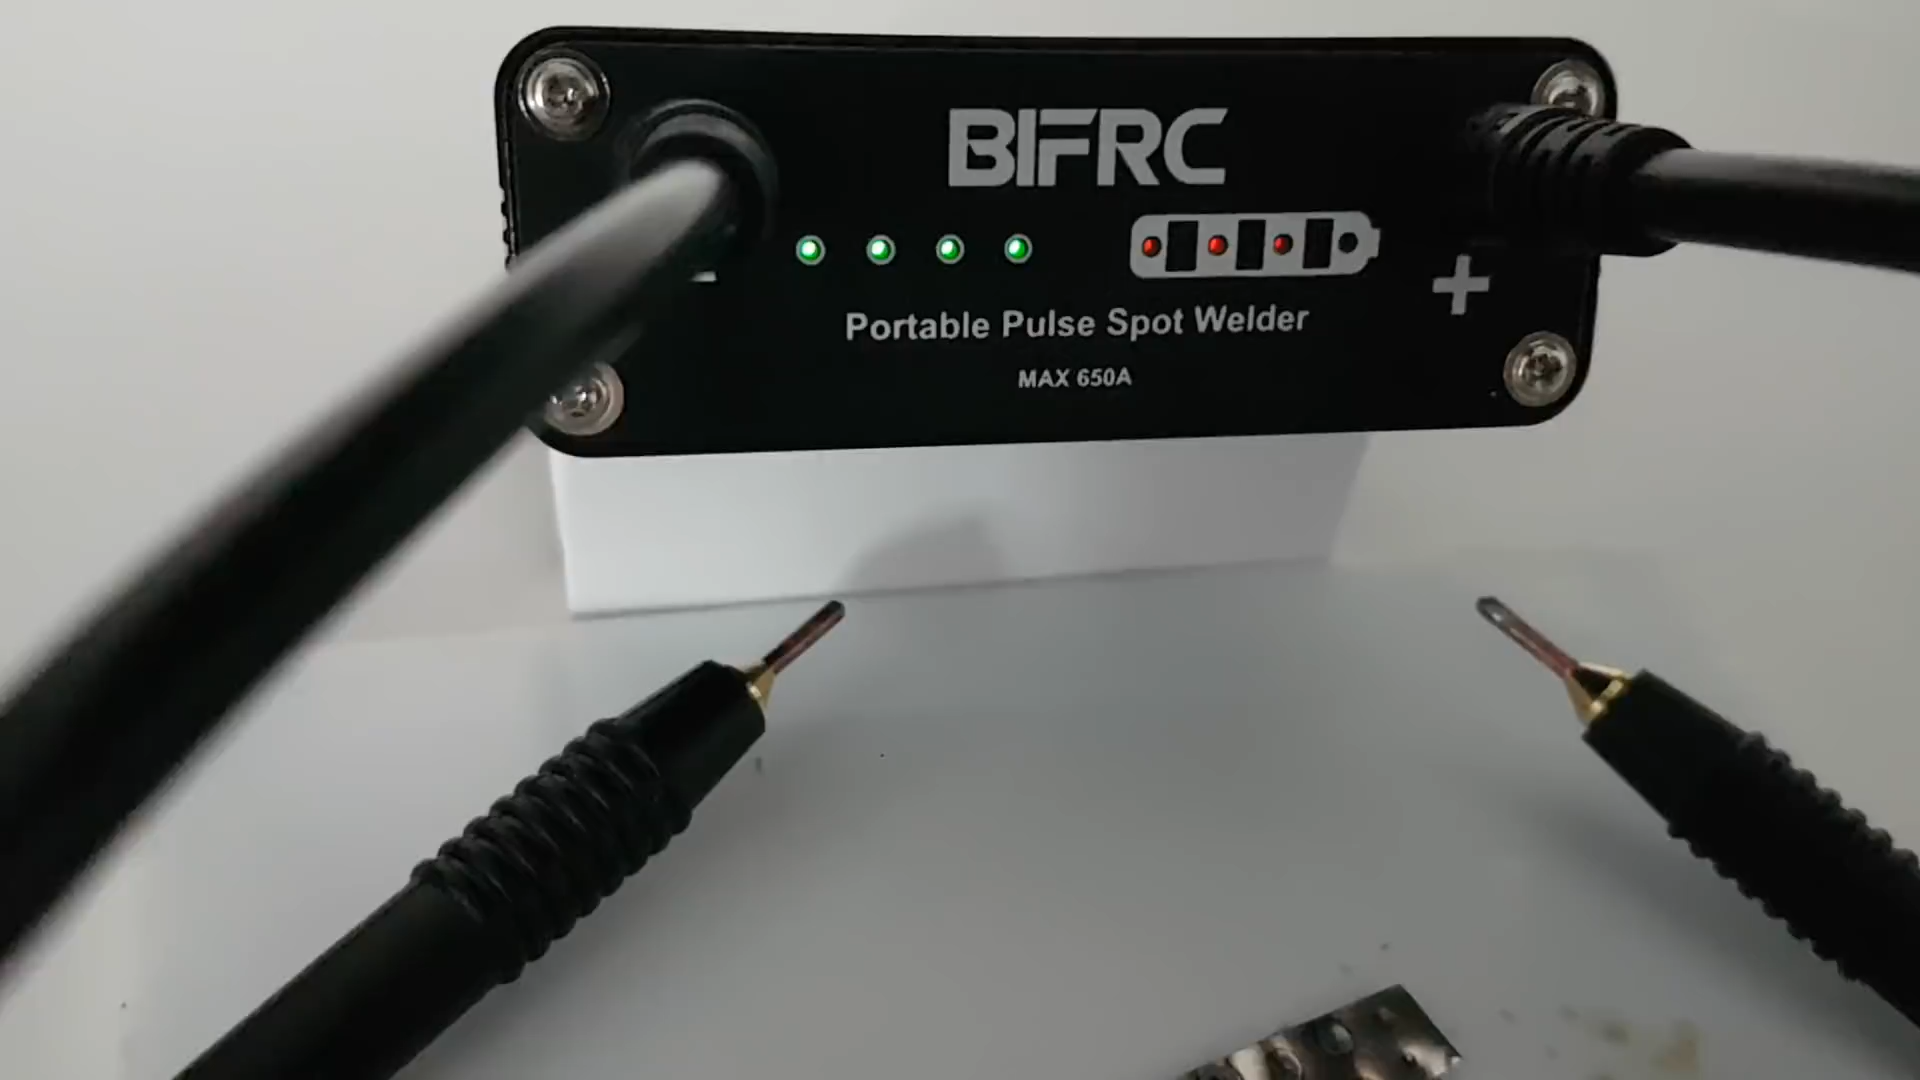 BIFRC
- +
Portable Pulse Spot Welder
MAX 650A